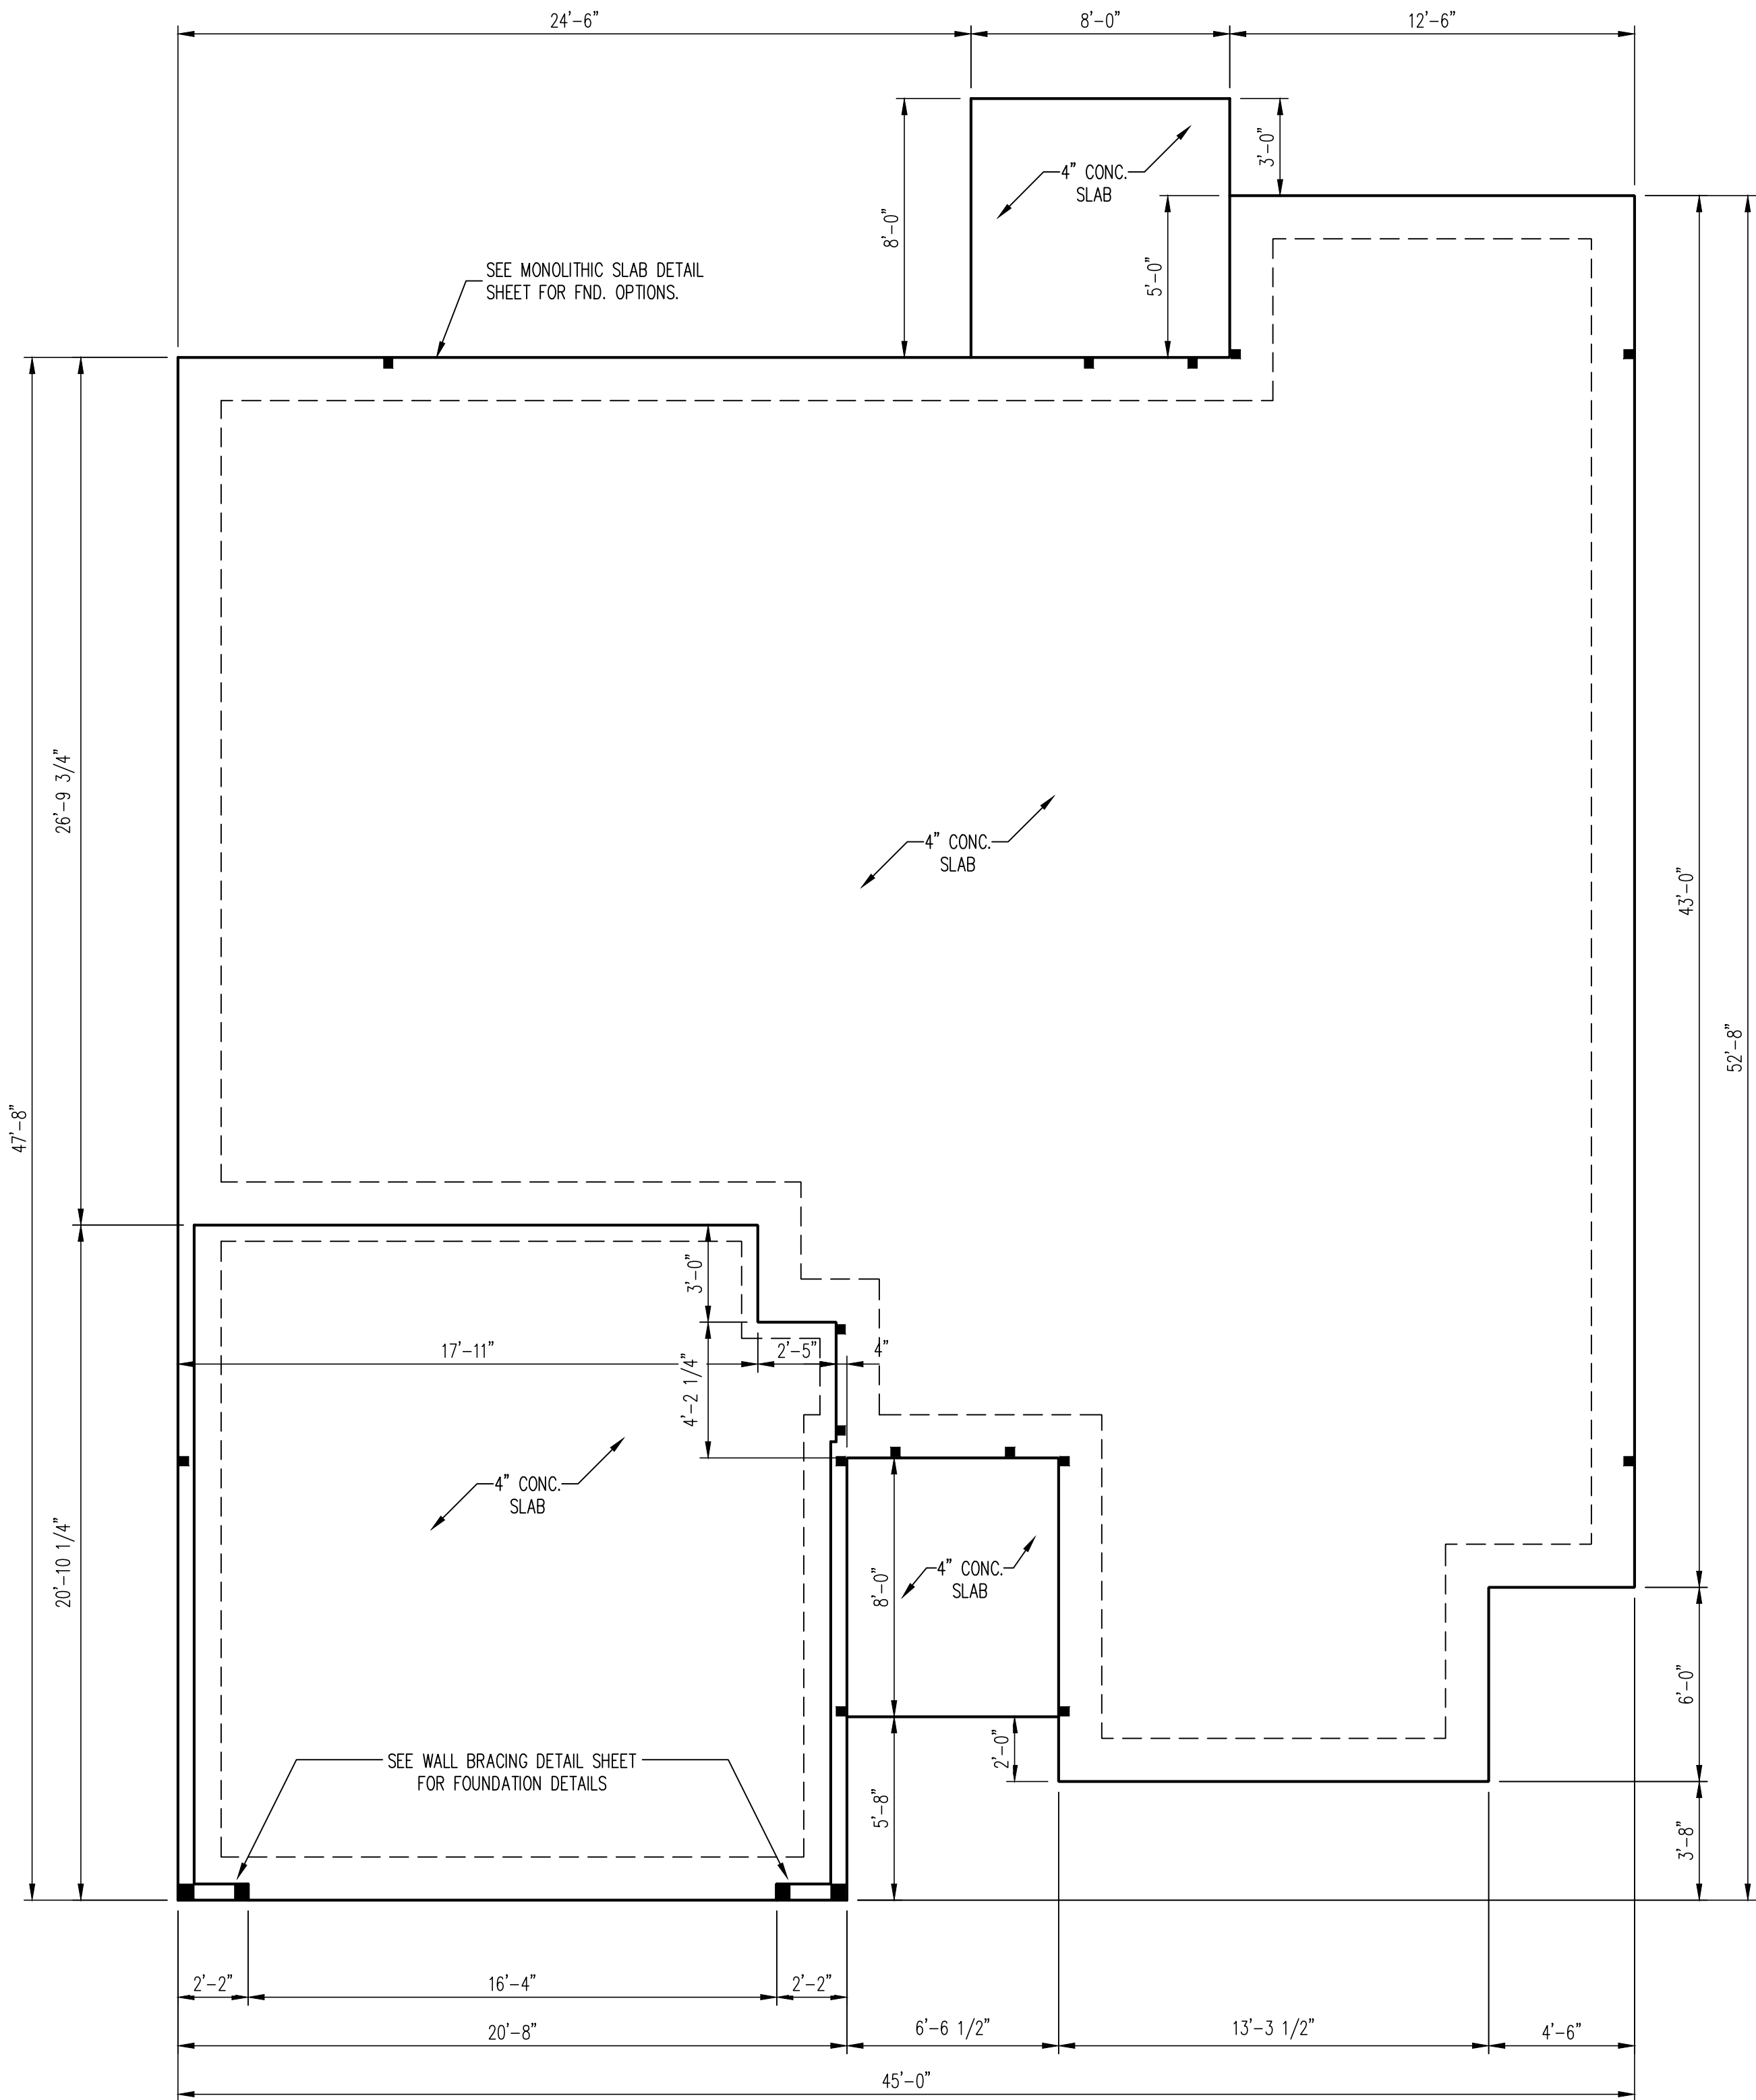 24'-6"
8'-0"
12'-6"
3'-0"
4" CONC.
SLAB
8'-0"
5'-0"
SEE MONOLITHIC SLAB DETAIL
SHEET FOR FND. OPTIONS.
26'-9 3/4"
4" CONC.
SLAB
43'-0"
52'-8"
47'-8"
3'-0"
17'-11"
2'-5"
4"
4'-2 1/4"
4" CONC.
SLAB
20'-10 1/4"
4" CONC.
SLAB
8'-0"
6'-0"
2'-0"
SEE WALL BRACING DETAIL SHEET
FOR FOUNDATION DETAILS
5'-8"
3'-8"
2'-2"
16'-4"
2'-2"
20'-8"
6'-6 1/2"
13'-3 1/2"
4'-6"
45'-0"